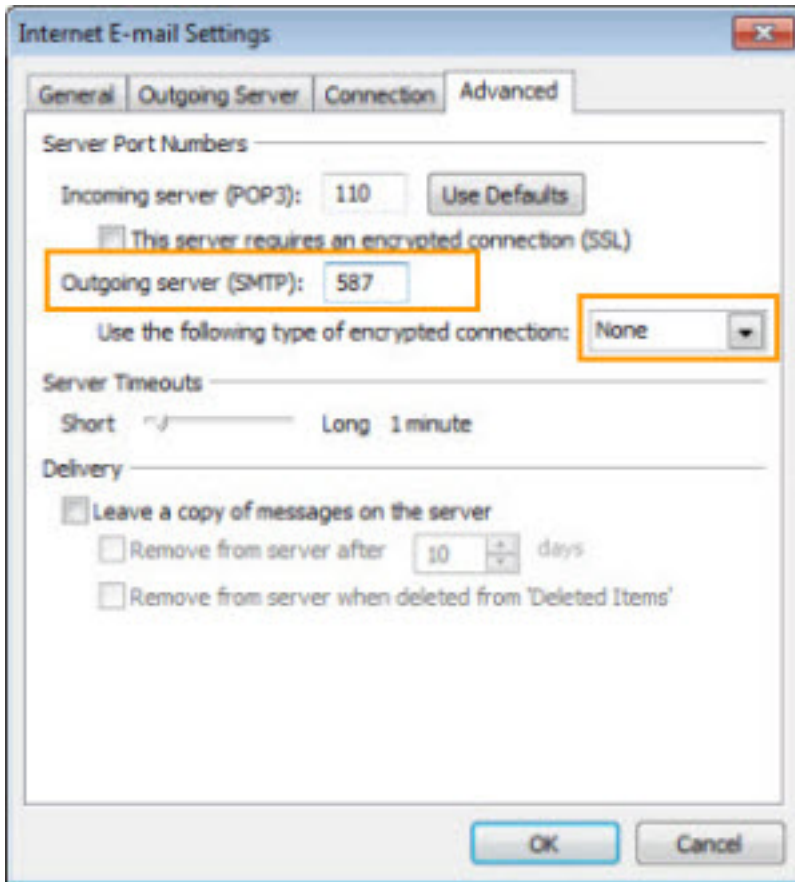 Internet E-mail Settings
General Outgoing Server Connection Advanced
Server Port Numbers
Incoming server (POP3): 110 Use Defaults
This server requires an encrypted connection (SSL)
Outgoing server (SMTP): 587
Use the following type of encrypted connection: None
Server Timeouts
Short Long 1 minute
Delivery
Leave a copy of messages on the server
Remove from server after 10 days
Remove from server when deleted from 'Deleted Items'
OK Cancel